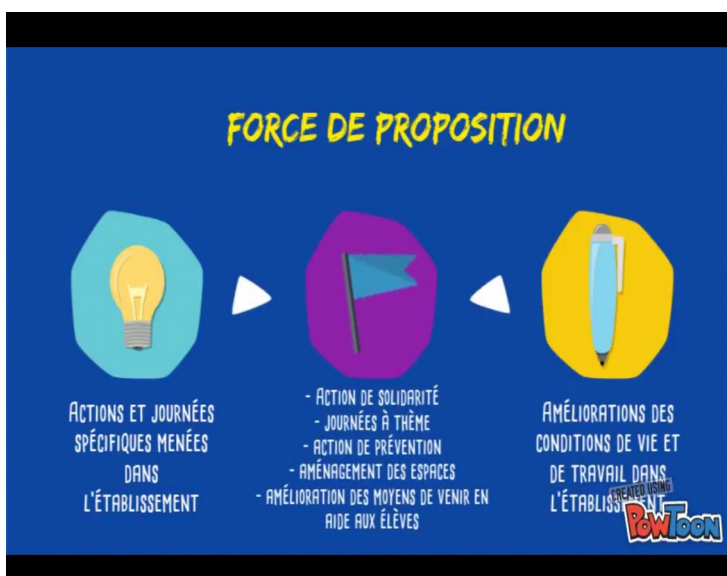 FORCE DE PROPOSITION
ACTIONS ET JOURNÉES
SPÉCIFIQUES MENÉES
DANS
L'ÉTABLISSEMENT
- ACTION DE SOLIDARITÉ
- JOURNÉES À THÈME
- ACTION DE PRÉVENTION
- AMÉNAGEMENT DES ESPACES
- AMÉLIORATION DES MOYENS DE VENIR EN
AIDE AUX ÉLÈVES
AMÉLIORATIONS DES
CONDITIONS DE VIE ET
DE TRAVAIL DANS
L'ÉTABLISSEMENT
CREATED USING
POWTOON